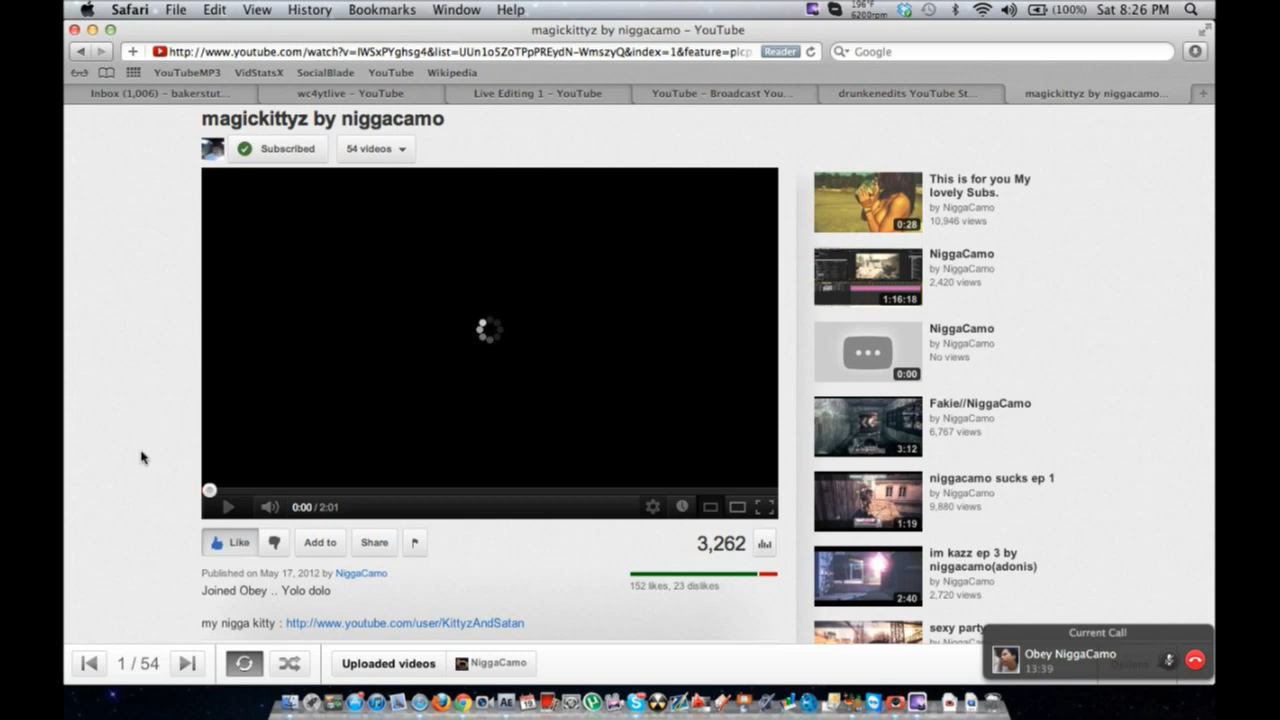 Safari File Edit View History Bookmarks Window Help 196°F 6200rpm (100%) Sat 8:26 PM
magickittyz by niggacamo – YouTube
http://www.youtube.com/watch?v=IWSxPYghsg4&list=UUn1o5ZoTPpPREydN-WmszyQ&index=1&feature=plcp Reader Google
YouTubeMP3 VidStatsX SocialBlade YouTube Wikipedia
Inbox (1,006) – bakerstut... wc4ytlive – YouTube Live Editing 1 – YouTube YouTube – Broadcast You... drunkenedits YouTube St... magickittyz by niggacamo...
magickittyz by niggacamo
Subscribed 54 videos
0:00 / 2:01
Like Add to Share 3,262
Published on May 17, 2012 by NiggaCamo
152 likes, 23 dislikes
Joined Obey .. Yolo dolo
my nigga kitty : http://www.youtube.com/user/KittyzAndSatan
This is for you My
lovely Subs.
by NiggaCamo
10,946 views
0:28
NiggaCamo
by NiggaCamo
2,420 views
1:16:18
NiggaCamo
by NiggaCamo
No views
0:00
Fakie//NiggaCamo
by NiggaCamo
6,767 views
3:12
niggacamo sucks ep 1
by NiggaCamo
9,880 views
1:19
im kazz ep 3 by
niggacamo(adonis)
by NiggaCamo
2,720 views
2:40
sexy party
Current Call
Obey NiggaCamo
13:39
1 / 54 Uploaded videos NiggaCamo Options
AE 19